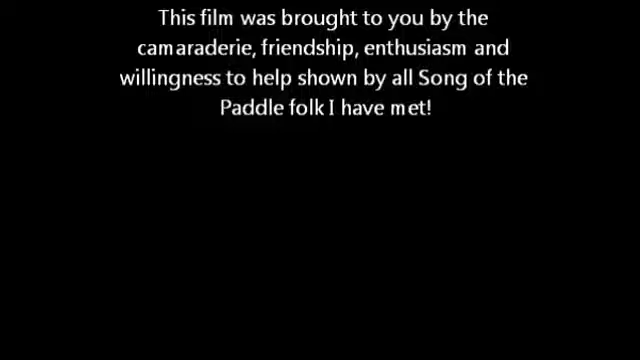 This film was brought to you by the
camaraderie, friendship, enthusiasm and
willingness to help shown by all Song of the
Paddle folk I have met!